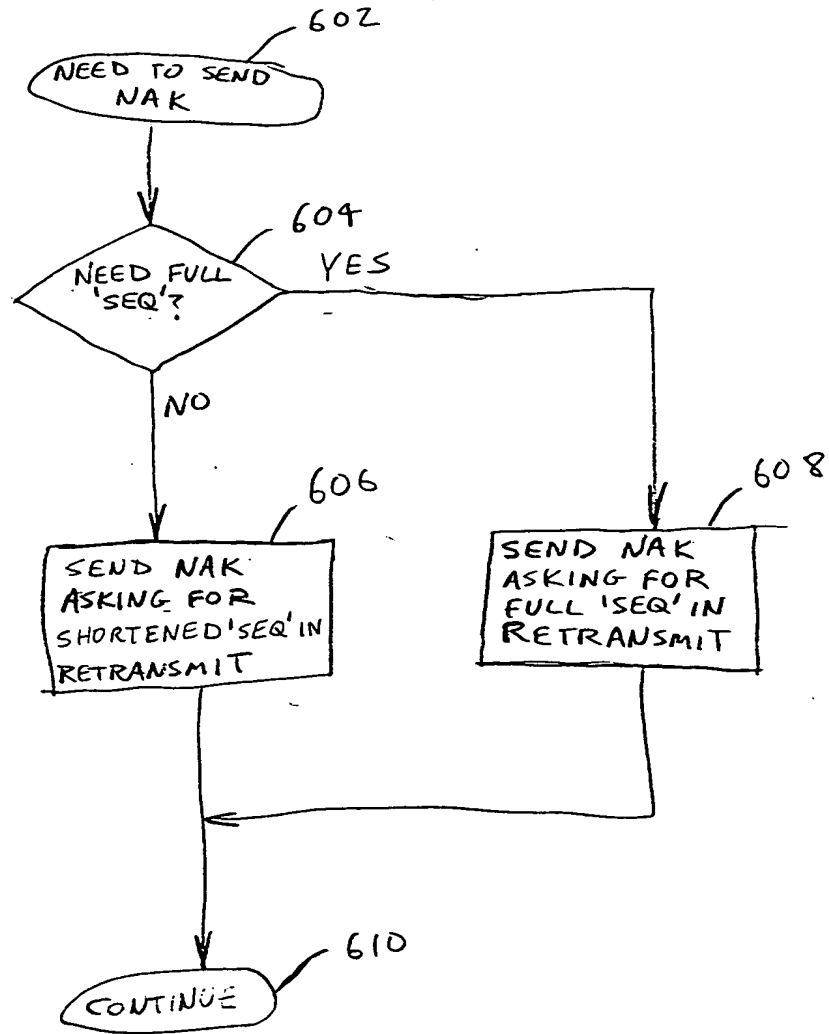 602
NEED TO SEND
NAK
604
NEED FULL
'SEQ'?
YES
NO
606
608
SEND NAK
ASKING FOR
SHORTENED 'SEQ' IN
RETRANSMIT
SEND NAK
ASKING FOR
FULL 'SEQ' IN
RETRANSMIT
610
CONTINUE